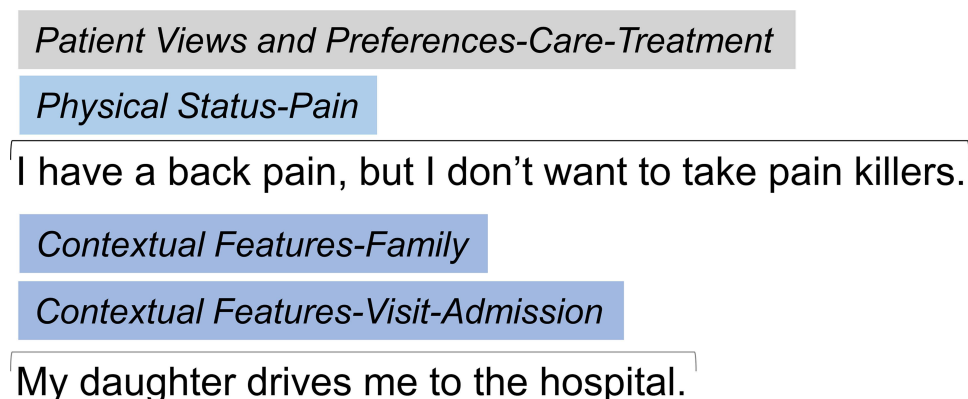 Patient Views and Preferences-Care-Treatment
Physical Status-Pain
I have a back pain, but I don’t want to take pain killers.
Contextual Features-Family
Contextual Features-Visit-Admission
My daughter drives me to the hospital.